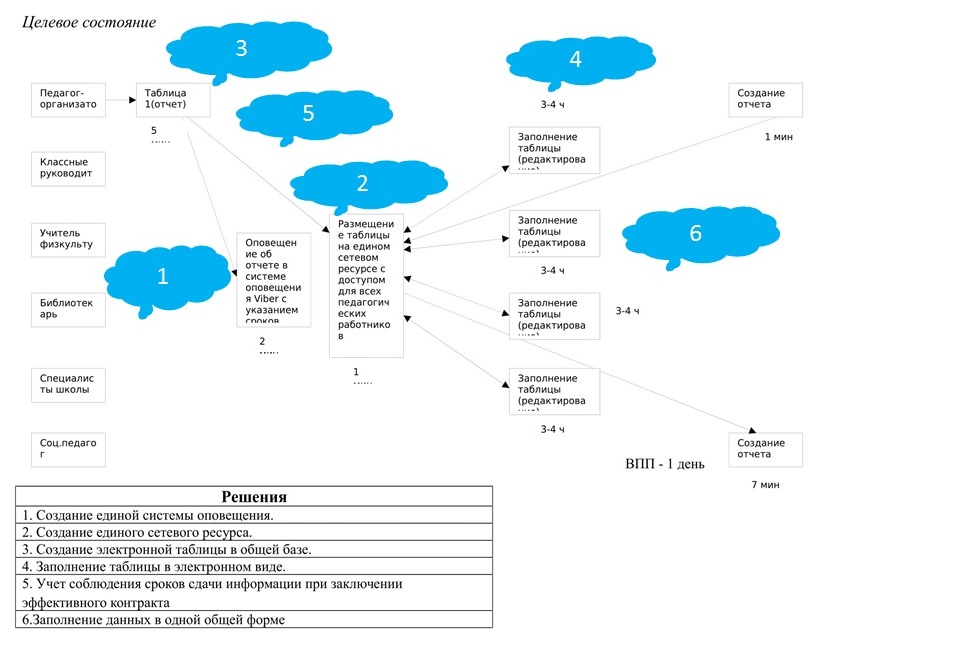 Целевое состояние
3
4
Педагог-
организато
Таблица
1(отчет)
5
5
3-4 ч
Создание
отчета
1 мин
Классные
руководит
Заполнение
таблицы
(редактирова
2
Учитель
физкульту
Оповещен
ие об
отчете в
системе
оповещени
я Viber с
указанием
сроков
2
мин
Размещени
е таблицы
на едином
сетевом
ресурсе с
доступом
для всех
педагогич
еских
работнико
в
1
Заполнение
таблицы
(редактирова
3-4 ч
6
1
Библиотек
арь
Заполнение
таблицы
(редактирова
3-4 ч
Специалис
ты школы
Заполнение
таблицы
(редактирова
3-4 ч
Соц.педаго
г
ВПП - 1 день
Создание
отчета
7 мин
Решения
1. Создание единой системы оповещения.
2. Создание единого сетевого ресурса.
3. Создание электронной таблицы в общей базе.
4. Заполнение таблицы в электронном виде.
5. Учет соблюдения сроков сдачи информации при заключении
эффективного контракта
6.Заполнение данных в одной общей форме